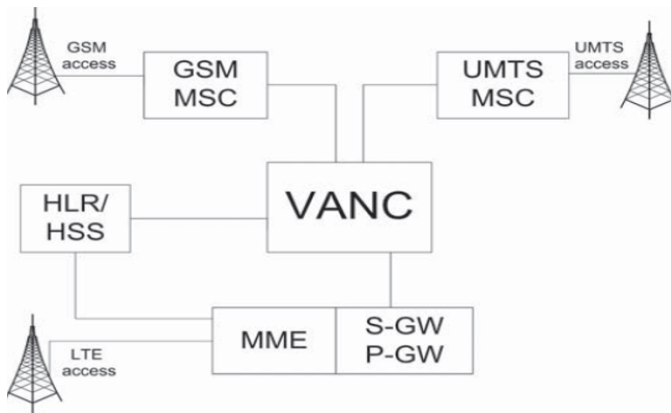 GSM
access
GSM
MSC
UMTS
MSC
UMTS
access
HLR/
HSS
VANC
MME
S-GW
P-GW
LTE
access